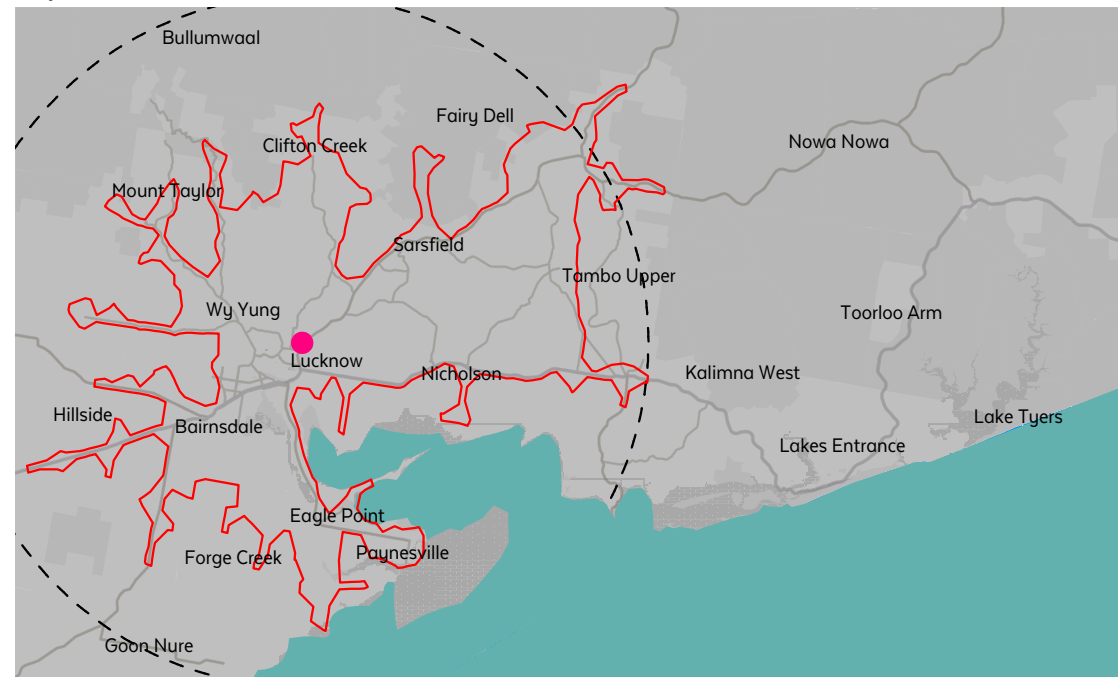 Bullumwaal
Fairy Dell
Clifton Creek
Nowa Nowa
Mount Taylor
Sarsfield
Tambo Upper
Wy Yung
Toorloo Arm
Lucknow
Nicholson
Kalimna West
Hillside
Lake Tyers
Bairnsdale
Lakes Entrance
Eagle Point
Paynesville
Forge Creek
Goon Nure